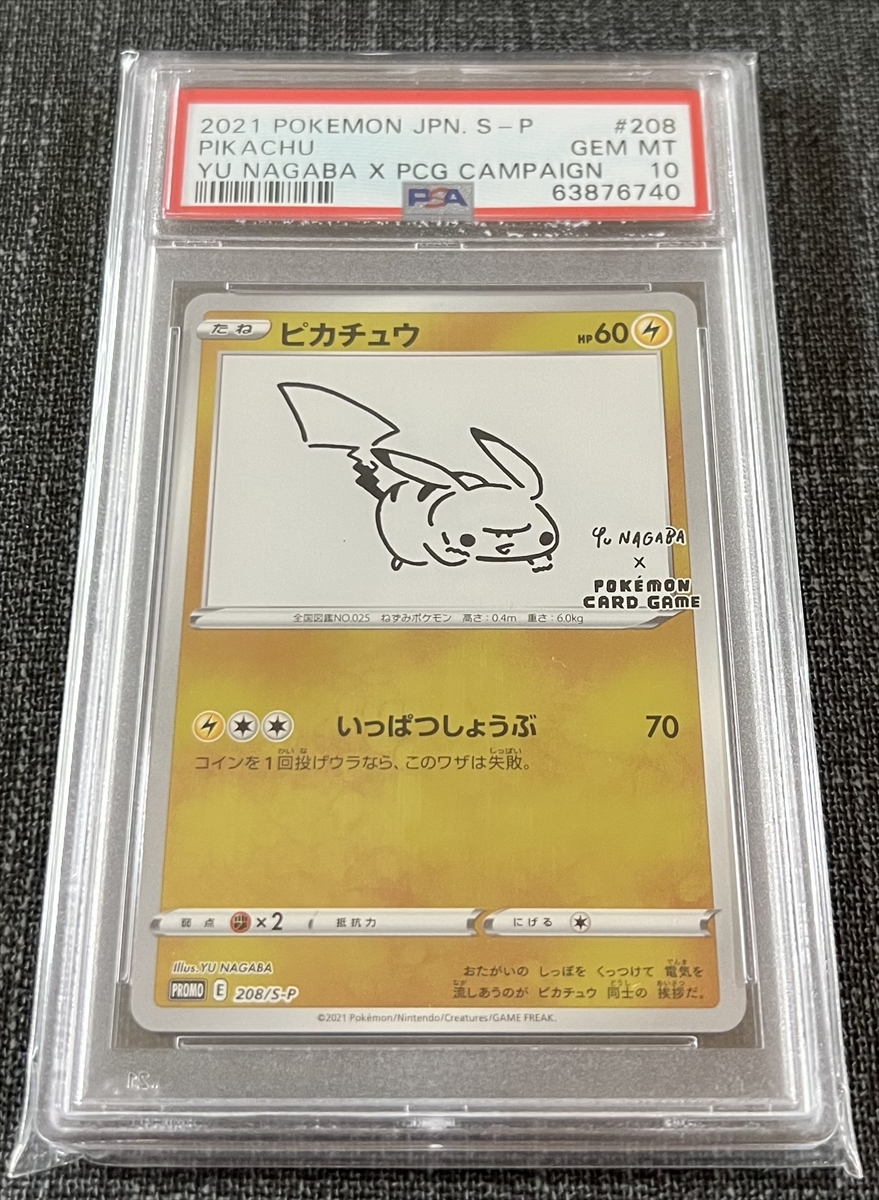 2021 POKEMON JPN. S-P #208
PIKACHU GEM MT
YU NAGABA X PCG CAMPAIGN 10
PSA 63876740
たね ピカチュウ HP60
Yu NAGABA
×
POKÉMON
CARD GAME
全国図鑑NO.025 ねずみポケモン 高さ:0.4m 重さ:6.0kg
いっぱつしょうぶ 70
コインを1回投げウラなら、このワザは失敗。
弱点 ×2 抵抗力 にげる
Illus.YU NAGABA
PROMO E 208/S-P
おたがいの しっぽを くっつけて 電気を
流しあうのが ピカチュウ 同士の 挨拶だ。
©2021 Pokémon/Nintendo/Creatures/GAME FREAK.